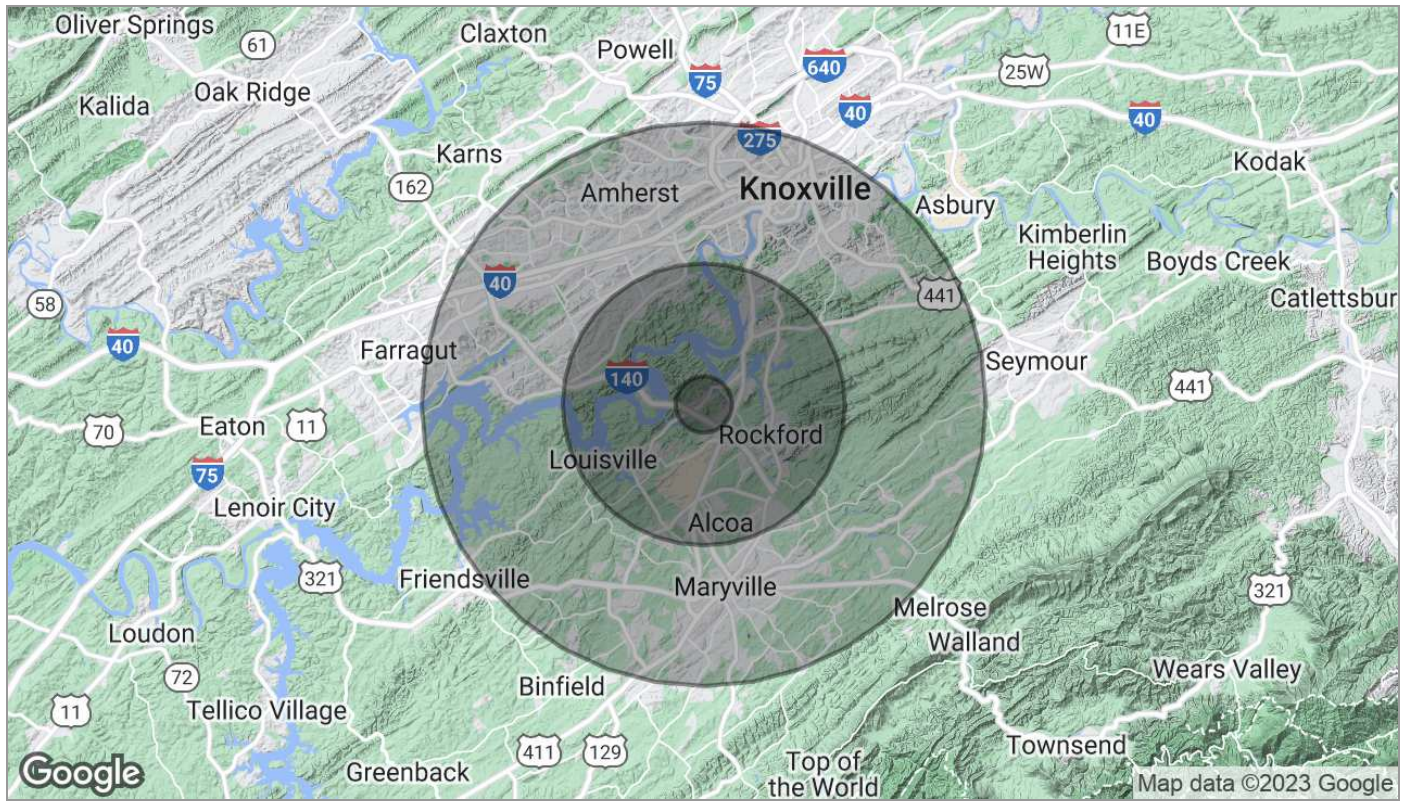 Oliver Springs
61
Claxton
Powell
11E
640
25W
75
Oak Ridge
Kalida
40
40
275
Karns
Kodak
162
Amherst
Knoxville
Asbury
Kimberlin
Heights
Boyds Creek
40
441
Catlettsbur
58
40
Farragut
Seymour
140
441
70
Eaton
11
Rockford
Louisville
75
Lenoir City
Alcoa
321
Friendsville
Maryville
321
Melrose
Loudon
Walland
72
Wears Valley
Binfield
11
Tellico Village
411
129
Townsend
Top of
the World
Greenback
Google
Map data ©2023 Google